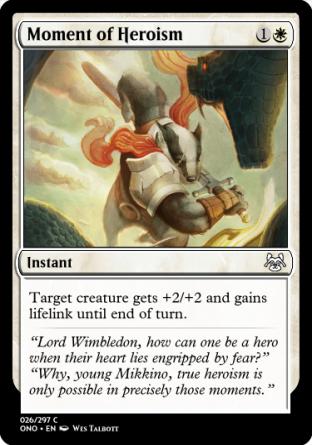 Moment of Heroism 1
Instant
Target creature gets +2/+2 and gains
lifelink until end of turn.
“Lord Wimbledon, how can one be a hero
when their heart lies engripped by fear?”
“Why, young Mikkino, true heroism is
only possible in precisely those moments.”
026/297 C
ONO • EN Wes Talbott